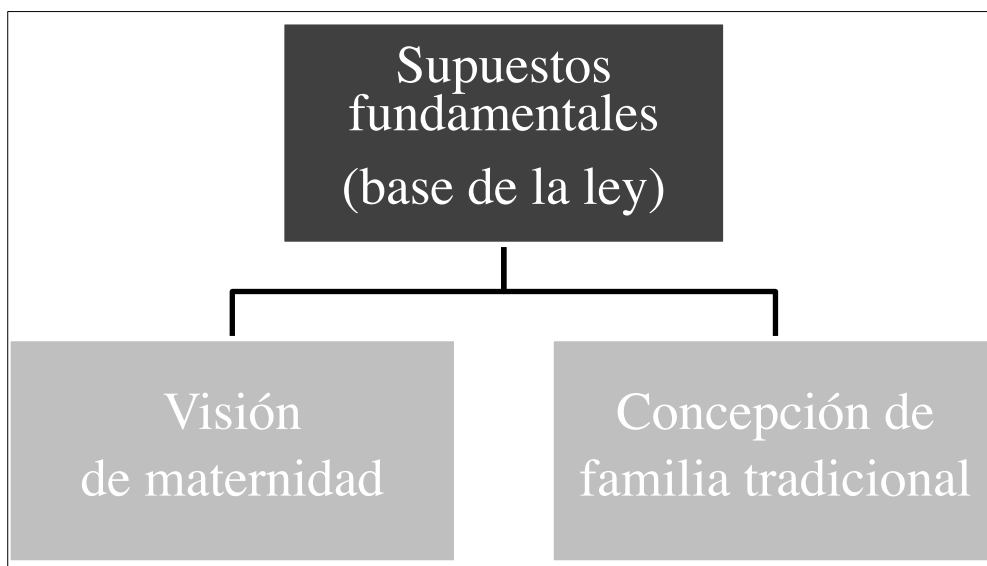 Supuestos
fundamentales
(base de la ley)
Visión
de maternidad
Concepción de
familia tradicional